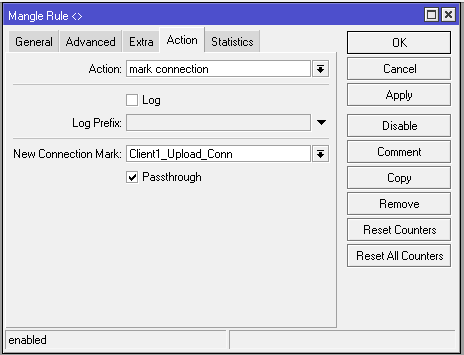 Mangle Rule <>
General Advanced Extra Action Statistics
OK
Action: mark connection
Cancel
Log
Apply
Log Prefix:
Disable
New Connection Mark: Client1_Upload_Conn
Comment
Passthrough
Copy
Remove
Reset Counters
Reset All Counters
enabled